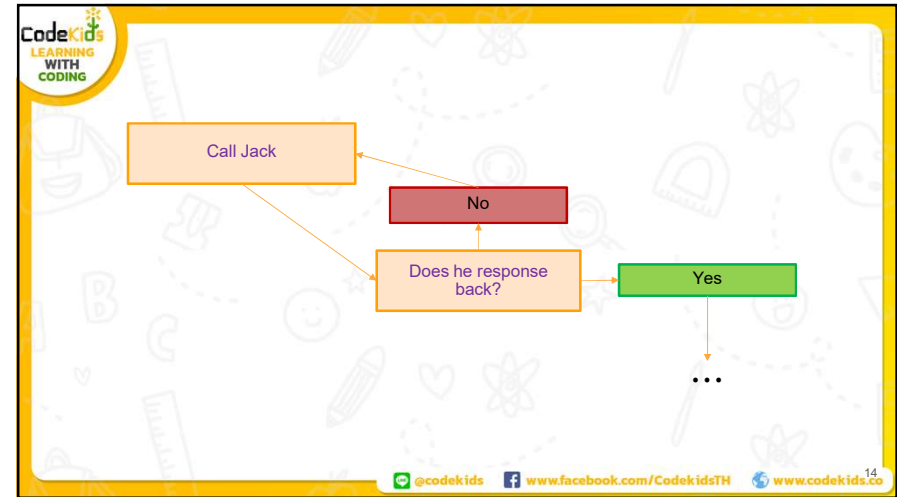 CodeKids
LEARNING
WITH
CODING
Call Jack
No
Does he response
back?
Yes
...
@codekids
www.facebook.com/CodekidsTH
www.codekids.co
14